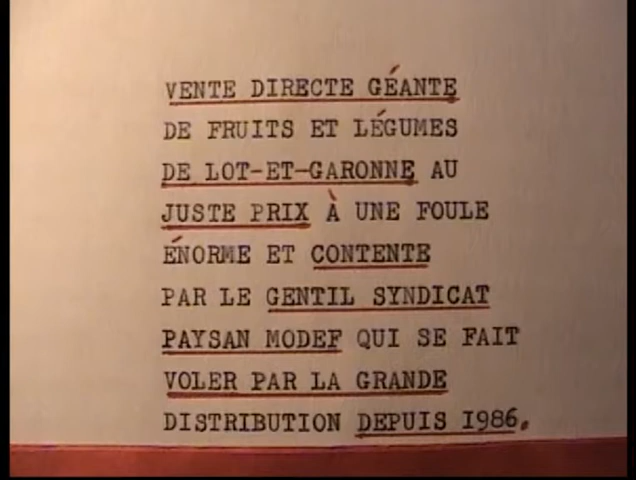 VENTE DIRECTE GÉANTE
DE FRUITS ET LÉGUMES
DE LOT-ET-GARONNE AU
JUSTE PRIX À UNE FOULE
ÉNORME ET CONTENTE
PAR LE GENTIL SYNDICAT
PAYSAN MODEF QUI SE FAIT
VOLER PAR LA GRANDE
DISTRIBUTION DEPUIS 1986.